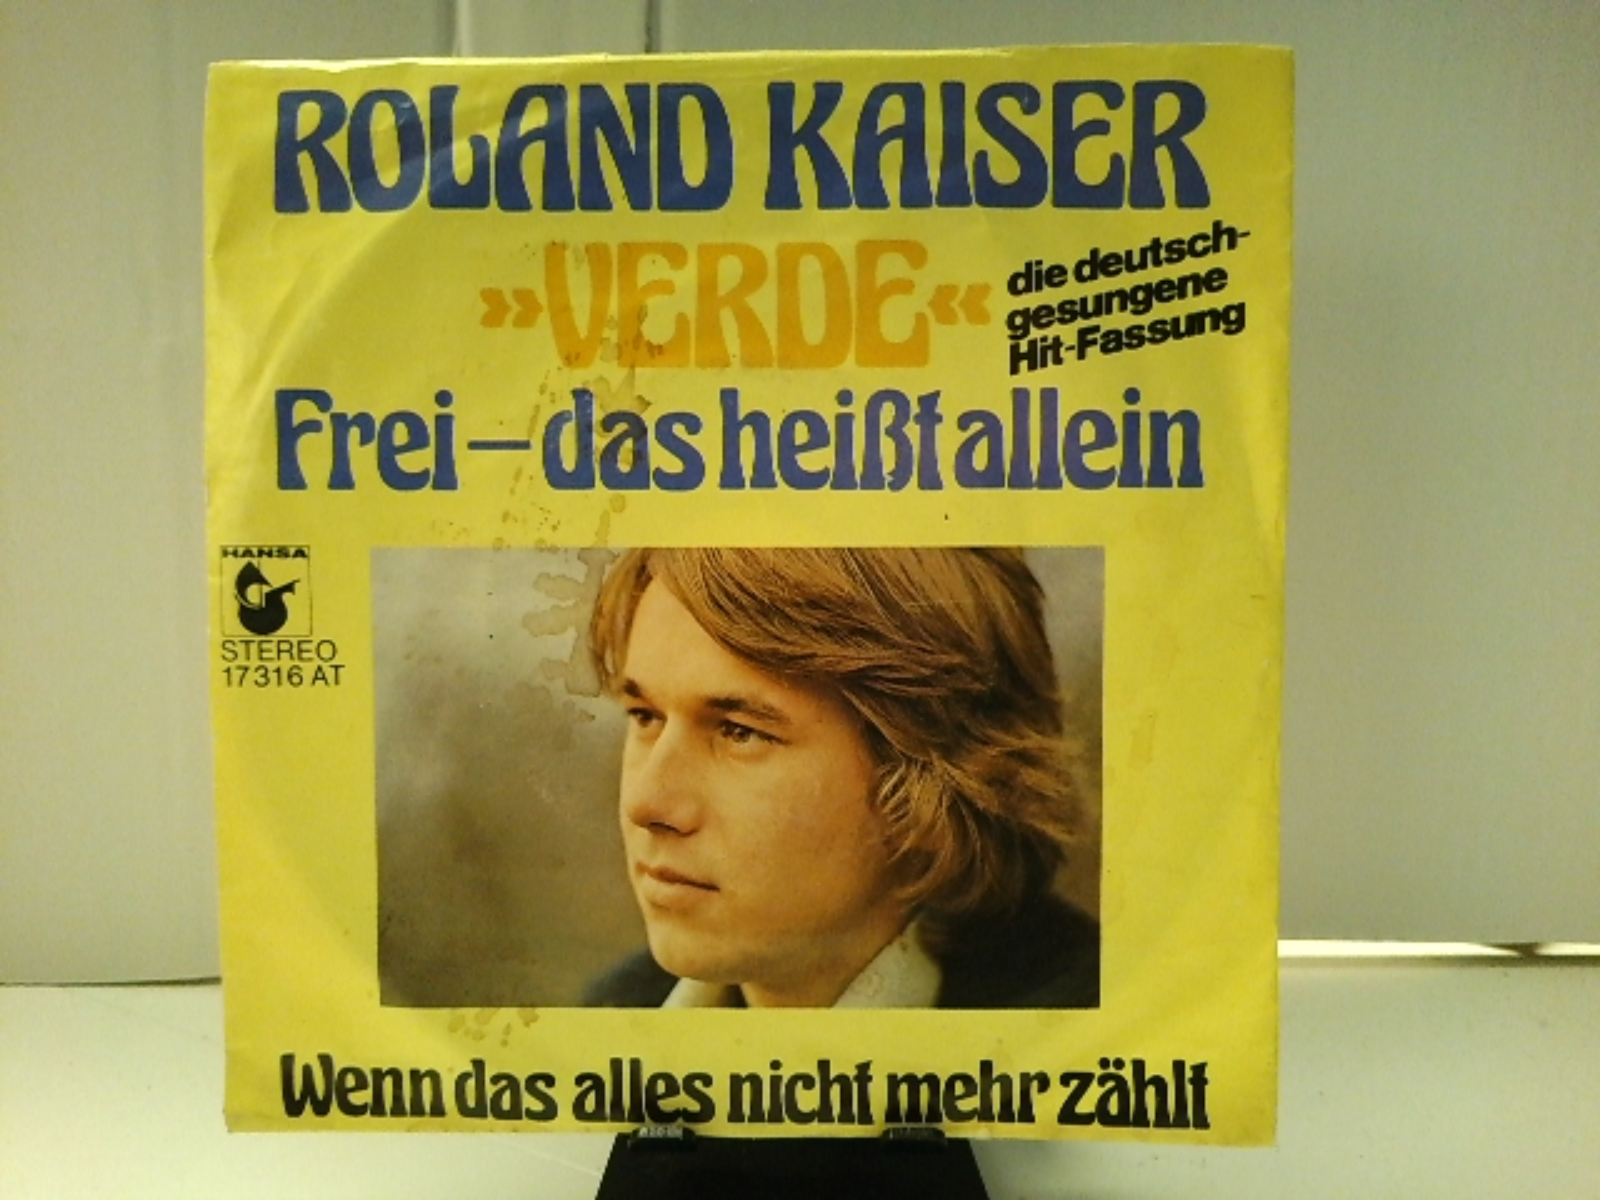 ROLAND KAISER
»VERDE«
die deutsch-
gesungene
Hit-Fassung
Frei – das heißt allein
HANSA
STEREO
17 316 AT
Wenn das alles nicht mehr zählt